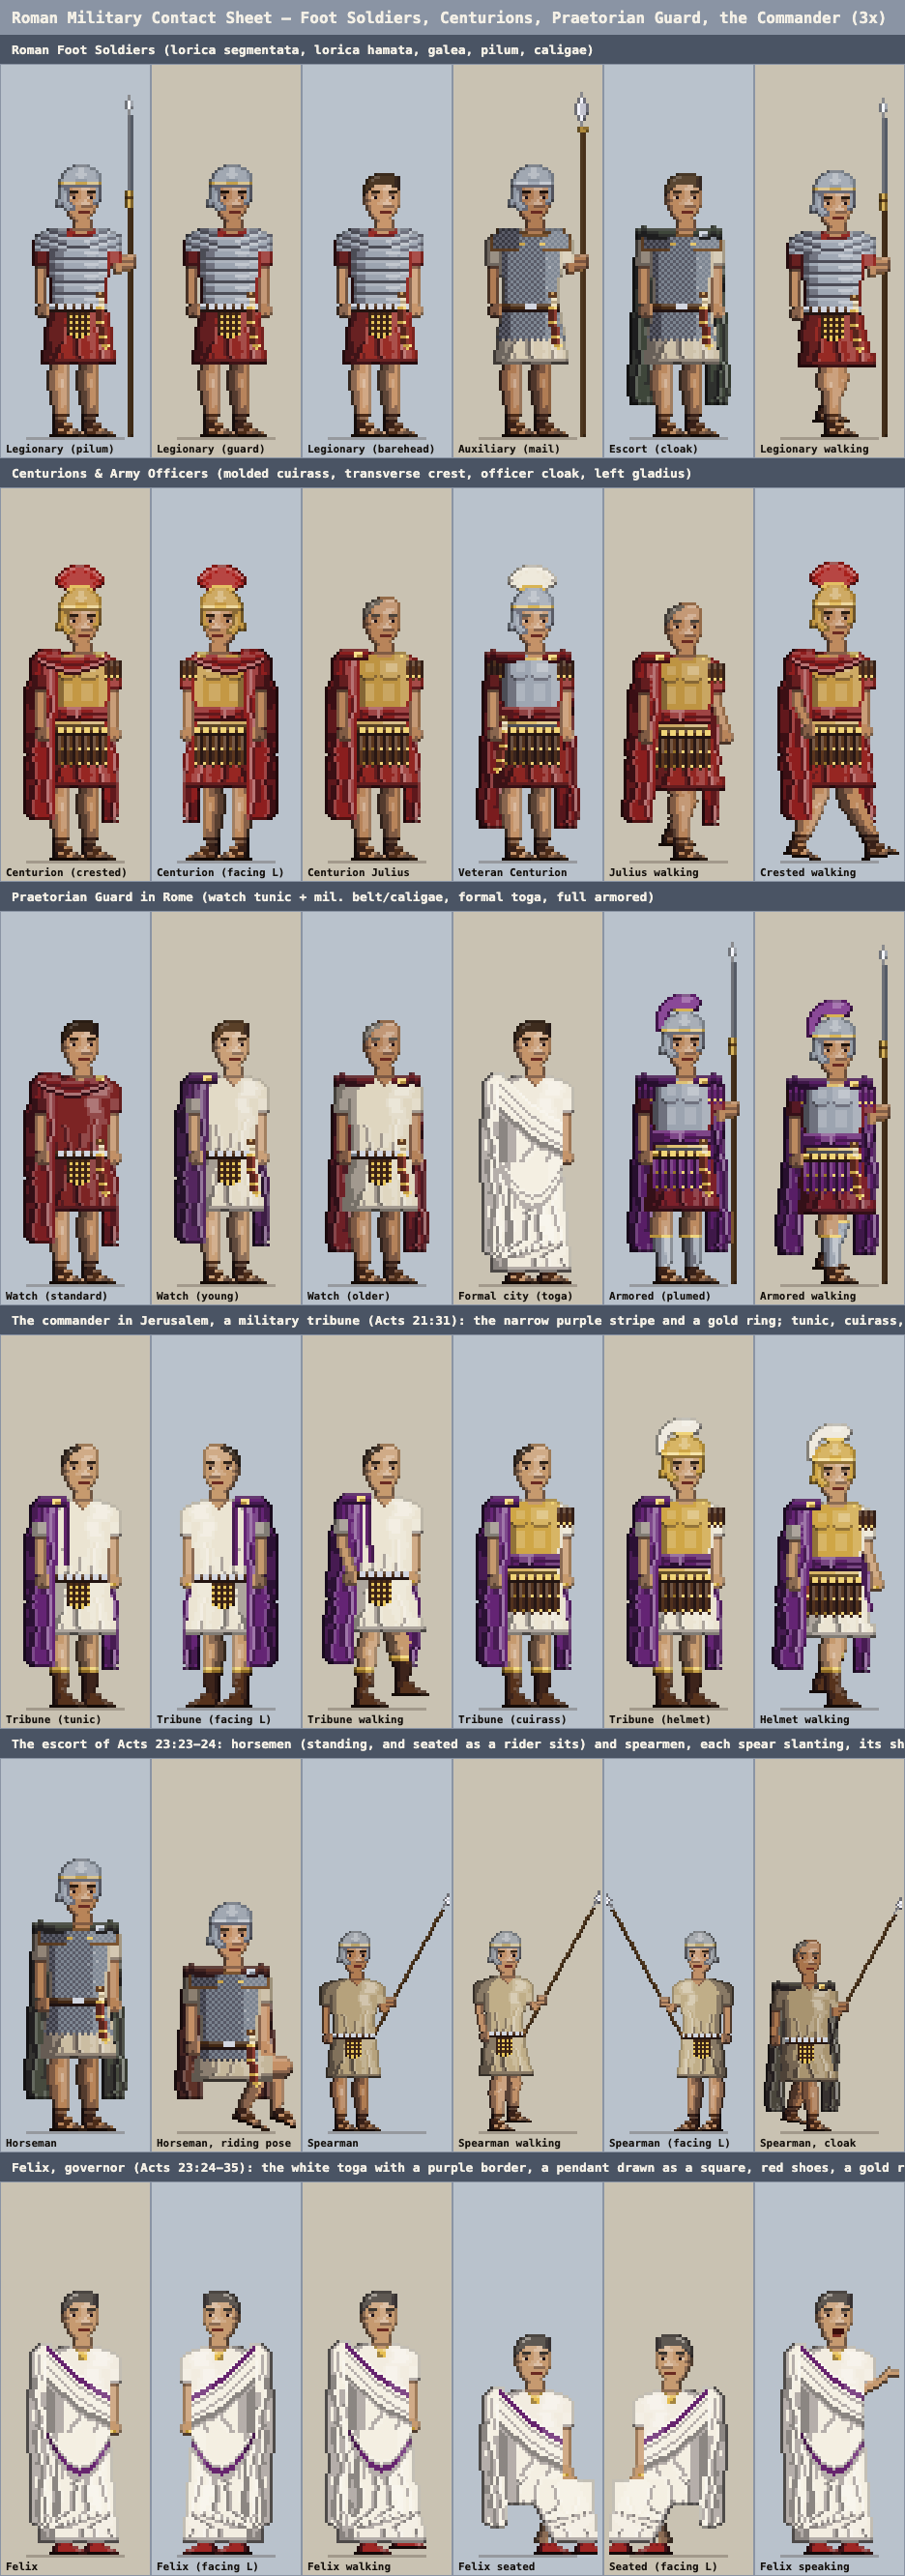 Roman Military Contact Sheet — Foot Soldiers, Centurions, Praetorian Guard, the Commander (3x)
Roman Foot Soldiers (lorica segmentata, lorica hamata, galea, pilum, caligae)
Legionary (pilum)
Legionary (guard)
Legionary (barehead)
Auxiliary (mail)
Escort (cloak)
Legionary walking
Centurions & Army Officers (molded cuirass, transverse crest, officer cloak, left gladius)
Centurion (crested)
Centurion (facing L)
Centurion Julius
Veteran Centurion
Julius walking
Crested walking
Praetorian Guard in Rome (watch tunic + mil. belt/caligae, formal toga, full armored)
Watch (standard)
Watch (young)
Watch (older)
Formal city (toga)
Armored (plumed)
Armored walking
The commander in Jerusalem, a military tribune (Acts 21:31): the narrow purple stripe and a gold ring; tunic, cuirass,
Tribune (tunic)
Tribune (facing L)
Tribune walking
Tribune (cuirass)
Tribune (helmet)
Helmet walking
The escort of Acts 23:23–24: horsemen (standing, and seated as a rider sits) and spearmen, each spear slanting, its sh
Horseman
Horseman, riding pose
Spearman
Spearman walking
Spearman (facing L)
Spearman, cloak
Felix, governor (Acts 23:24–35): the white toga with a purple border, a pendant drawn as a square, red shoes, a gold r
Felix
Felix (facing L)
Felix walking
Felix seated
Seated (facing L)
Felix speaking